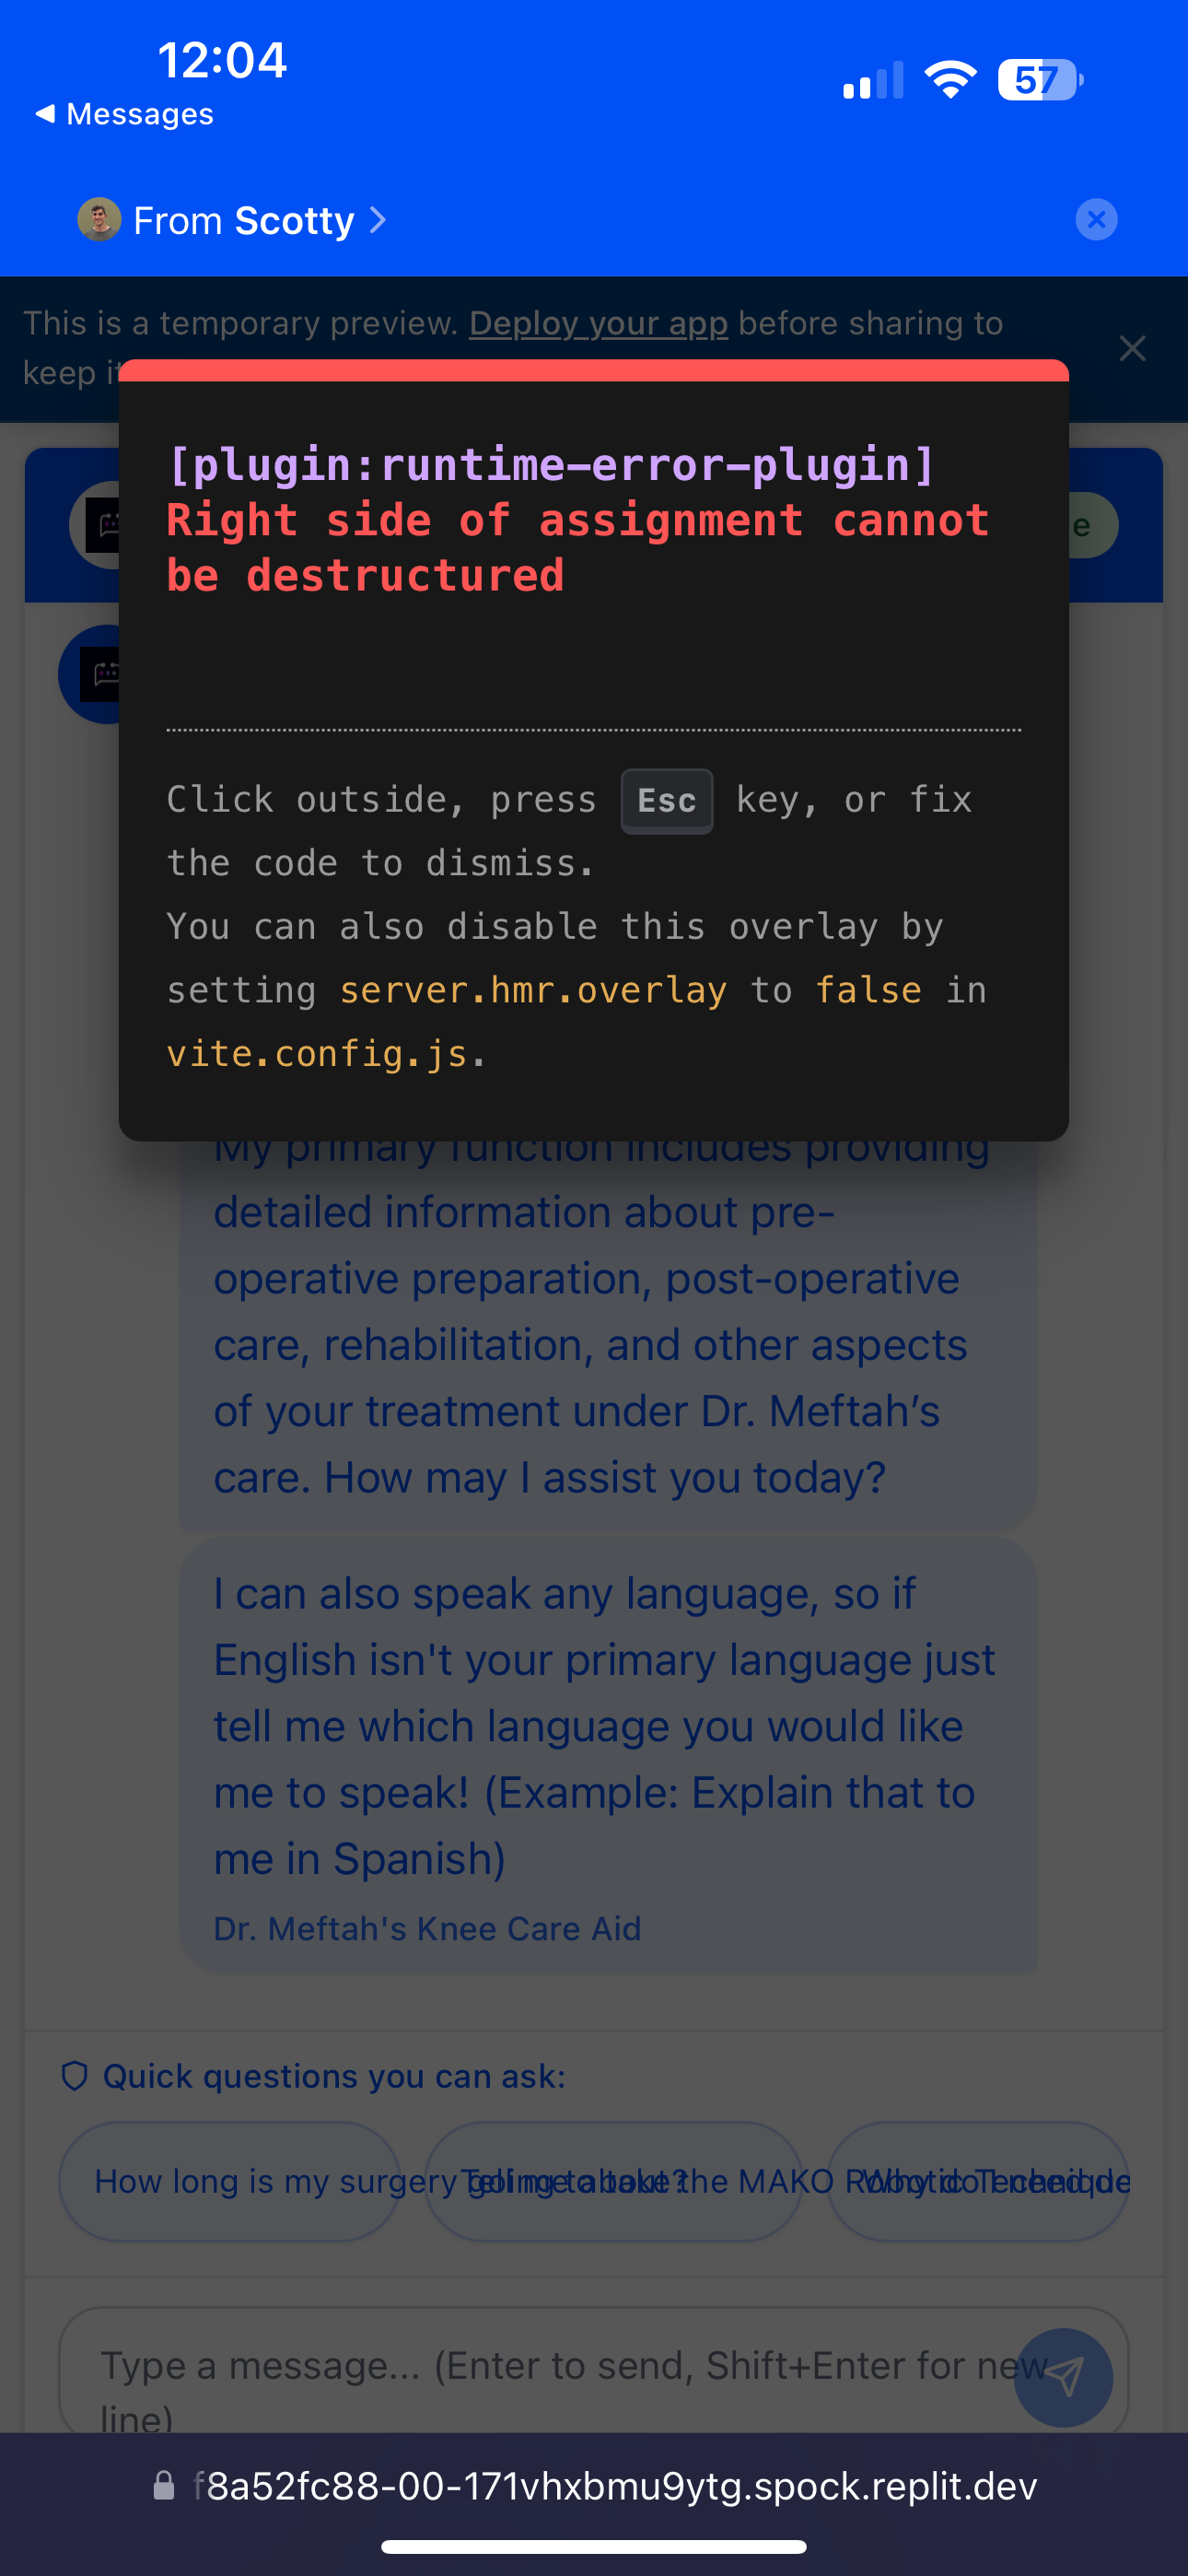 12:04
57
Messages
From Scotty
This is a temporary preview. Deploy your app before sharing to
keep
[plugin:runtime-error-plugin]
Right side of assignment cannot
be destructured
Click outside, press Esc key, or fix
the code to dismiss.
You can also disable this overlay by
setting server.hmr.overlay to false in
vite.config.js.
My primary function includes providing
detailed information about pre-
operative preparation, post-operative
care, rehabilitation, and other aspects
of your treatment under Dr. Meftah’s
care. How may I assist you today?
I can also speak any language, so if
English isn't your primary language just
tell me which language you would like
me to speak! (Example: Explain that to
me in Spanish)
Dr. Meftah's Knee Care Aid
Quick questions you can ask:
How long is my surgery going to take?
Tell me about the MAKO Robotic Technique
Why do I need
Type a message... (Enter to send, Shift+Enter for new
line)
f8a52fc88-00-171vhxbmu9ytg.spock.replit.dev